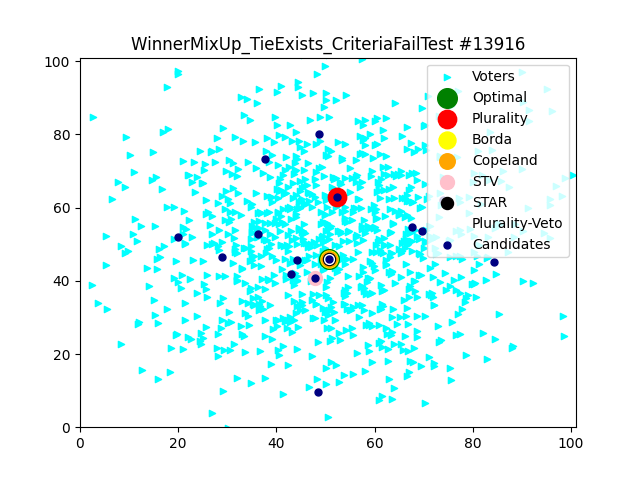 WinnerMixUp_TieExists_CriteriaFailTest #13916
Voters
Optimal
Plurality
Borda
Copeland
STV
STAR
Plurality-Veto
Candidates
100
80
60
40
20
0
0 20 40 60 80 100